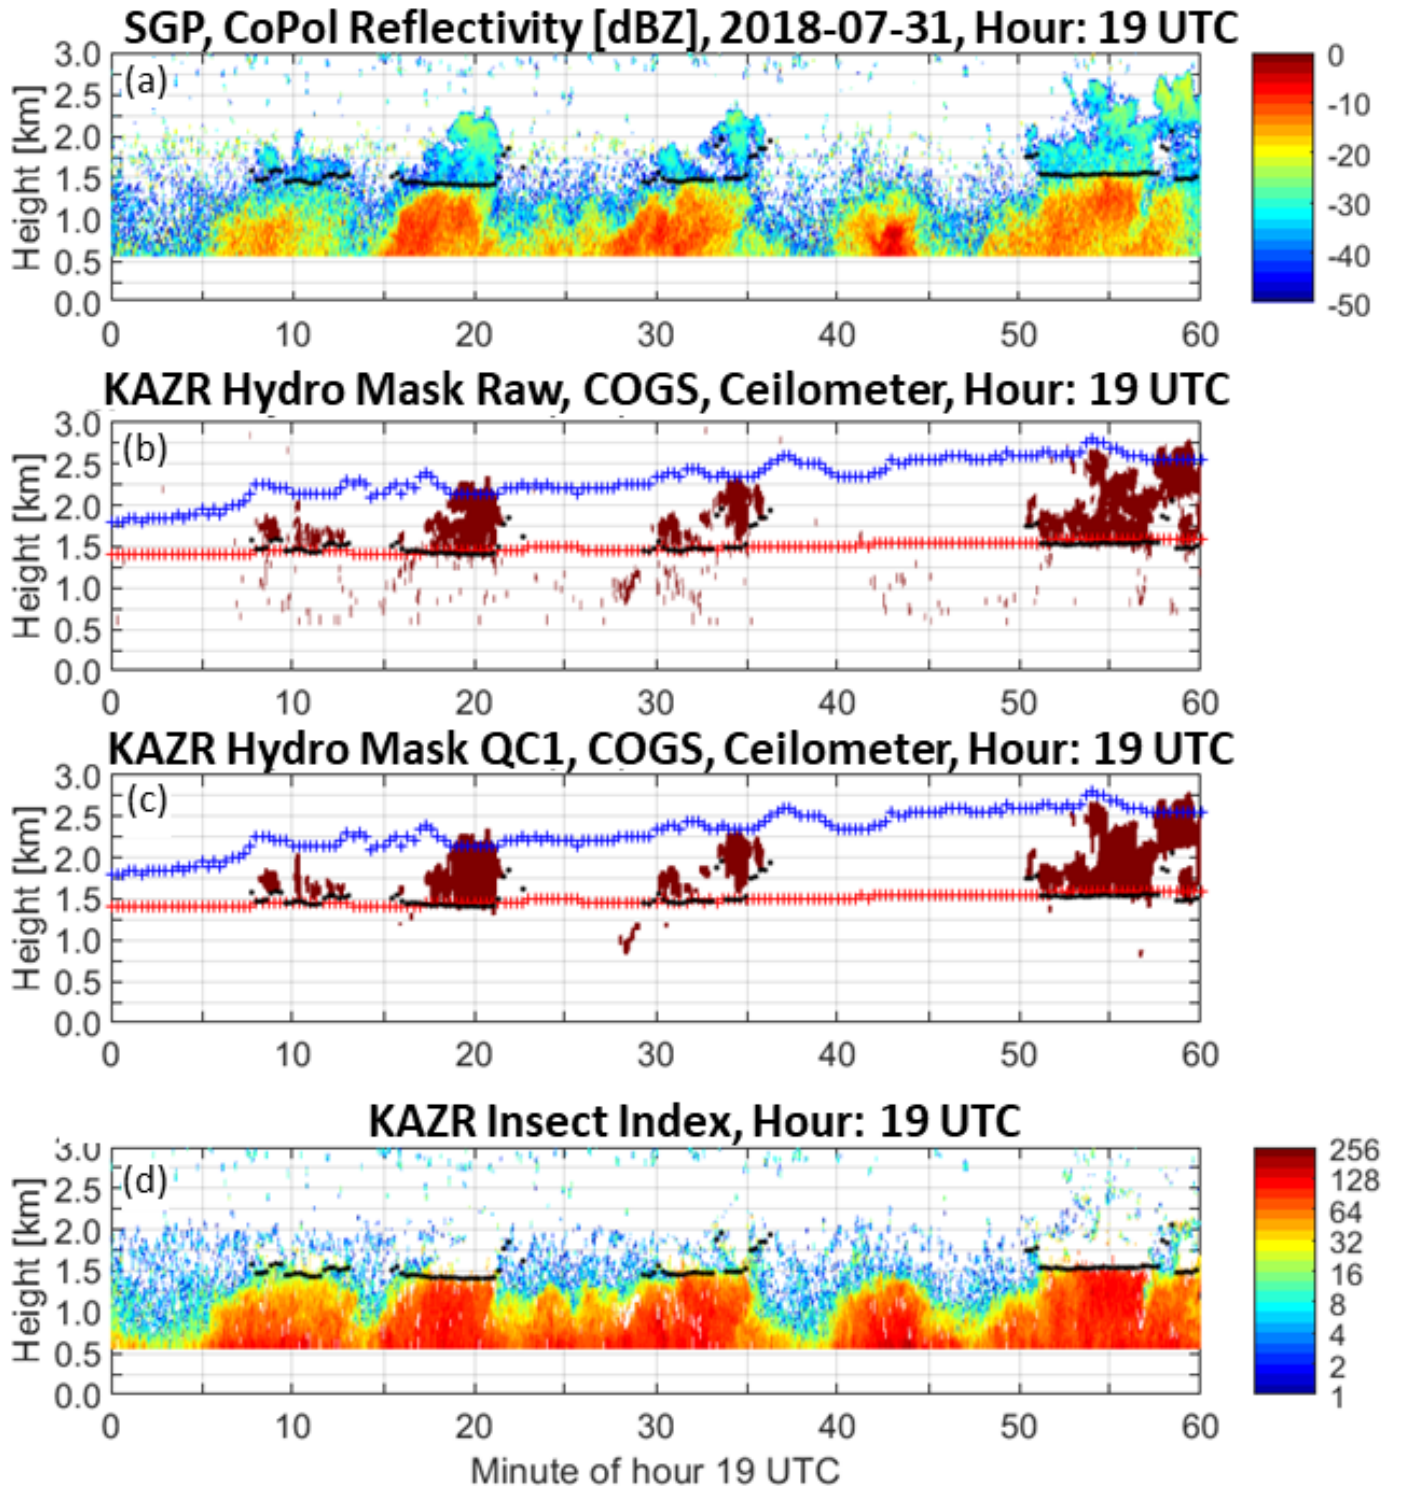 SGP, CoPol Reflectivity [dBZ], 2018-07-31, Hour: 19 UTC
(a)
Height [km]
3.0
2.5
2.0
1.5
1.0
0.5
0.0
0 10 20 30 40 50 60
0
-10
-20
-30
-40
-50
KAZR Hydro Mask Raw, COGS, Ceilometer, Hour: 19 UTC
(b)
Height [km]
3.0
2.5
2.0
1.5
1.0
0.5
0.0
0 10 20 30 40 50 60
KAZR Hydro Mask QC1, COGS, Ceilometer, Hour: 19 UTC
(c)
Height [km]
3.0
2.5
2.0
1.5
1.0
0.5
0.0
0 10 20 30 40 50 60
KAZR Insect Index, Hour: 19 UTC
(d)
Height [km]
3.0
2.5
2.0
1.5
1.0
0.5
0.0
0 10 20 30 40 50 60
256
128
64
32
16
8
4
2
1
Minute of hour 19 UTC